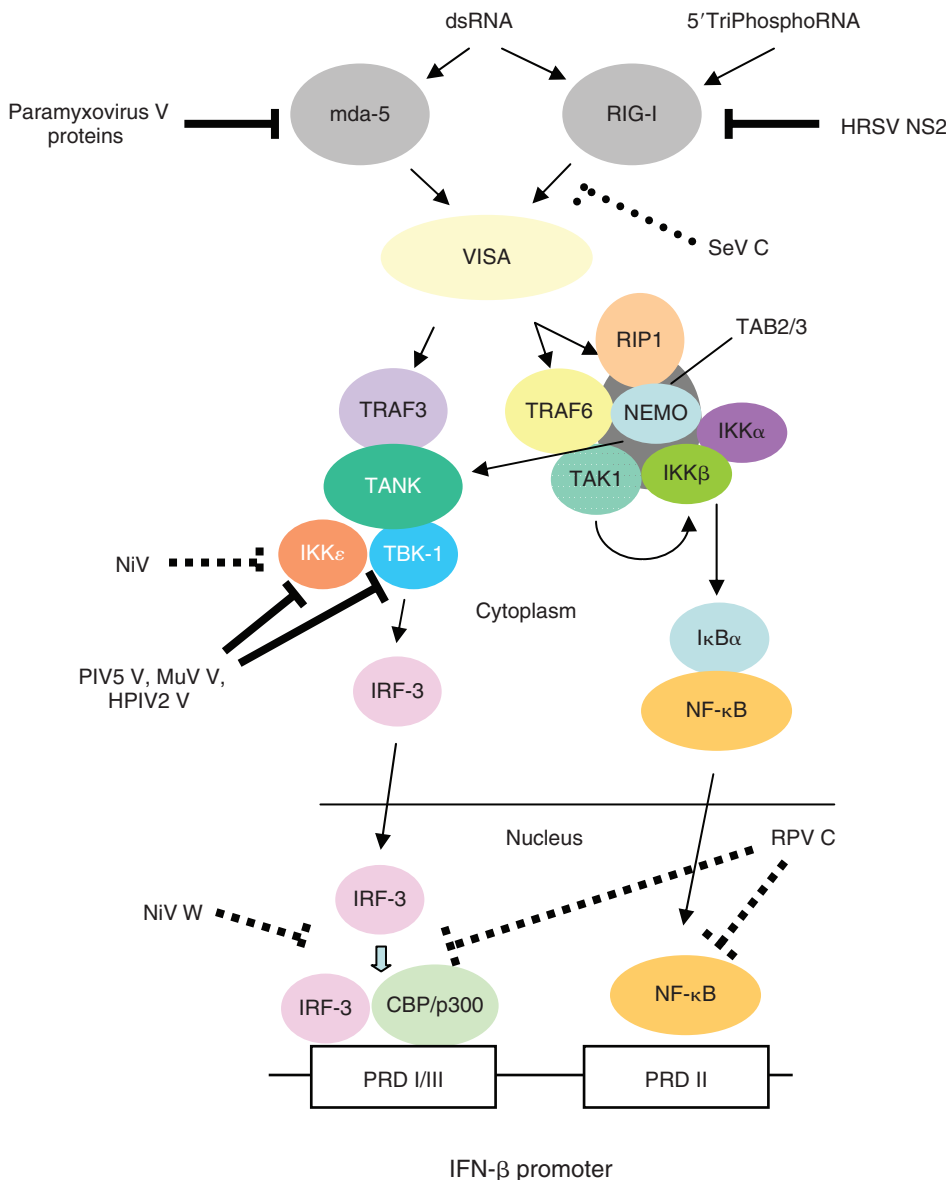 dsRNA
5′TriPhosphoRNA
mda-5
RIG-I
Paramyxovirus V
proteins
HRSV NS2
SeV C
VISA
RIP1
TAB2/3
TRAF3
TRAF6
NEMO
IKKα
TANK
TAK1
IKKβ
NiV
IKKε
TBK-1
Cytoplasm
IκBα
PIV5 V, MuV V,
HPIV2 V
IRF-3
NF-κB
Nucleus
RPV C
NiV W
IRF-3
IRF-3
CBP/p300
NF-κB
PRD I/III
PRD II
IFN-β promoter